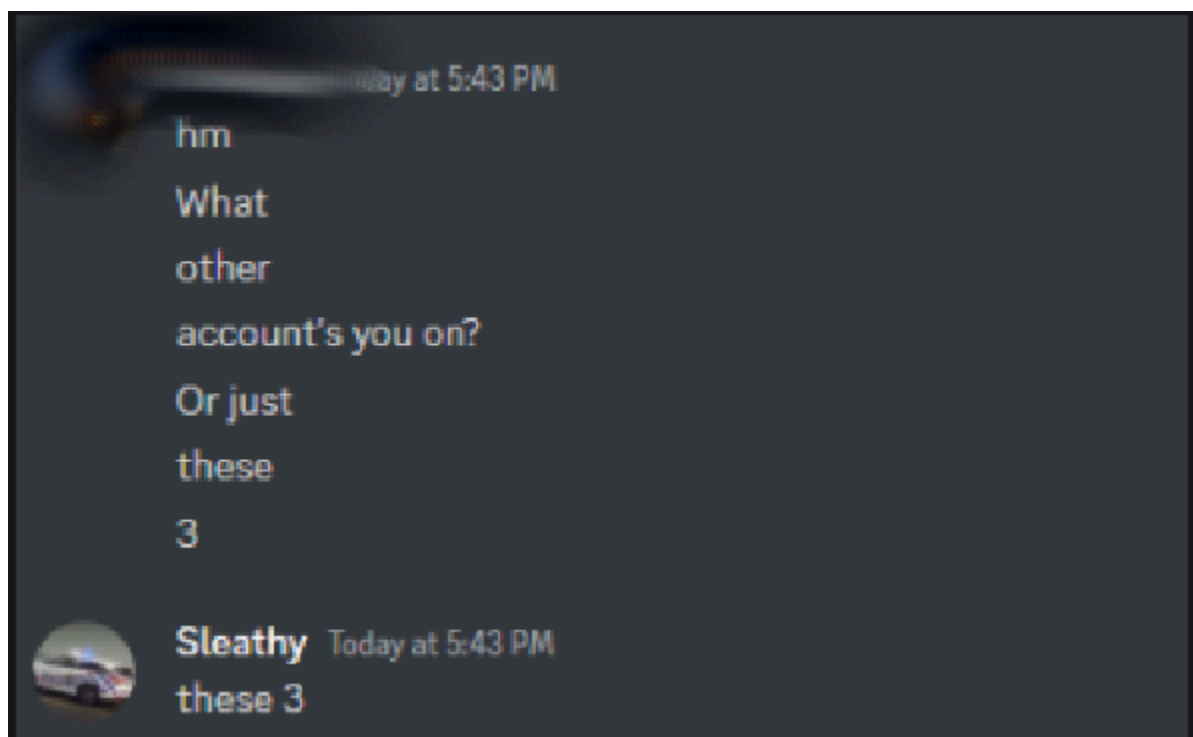 at 5:43 PM
hm
What
other
account's you on?
Or just
these
3
Sleathy Today at 5:43 PM
these 3